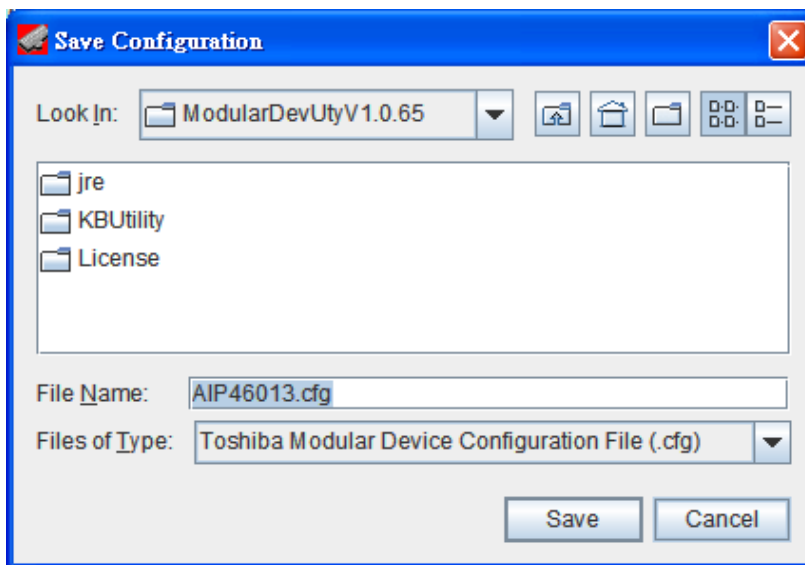 Save Configuration
Look In: ModularDevUtyV1.0.65
jre
KBUtility
License
File Name: AIP46013.cfg
Files of Type: Toshiba Modular Device Configuration File (.cfg)
Save Cancel